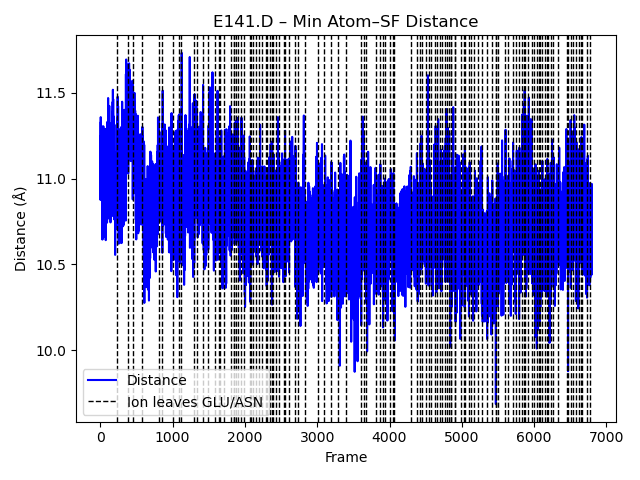 E141.D – Min Atom–SF Distance
11.5
11.0
10.5
10.0
Distance (Å)
Distance
Ion leaves GLU/ASN
0 1000 2000 3000 4000 5000 6000 7000
Frame